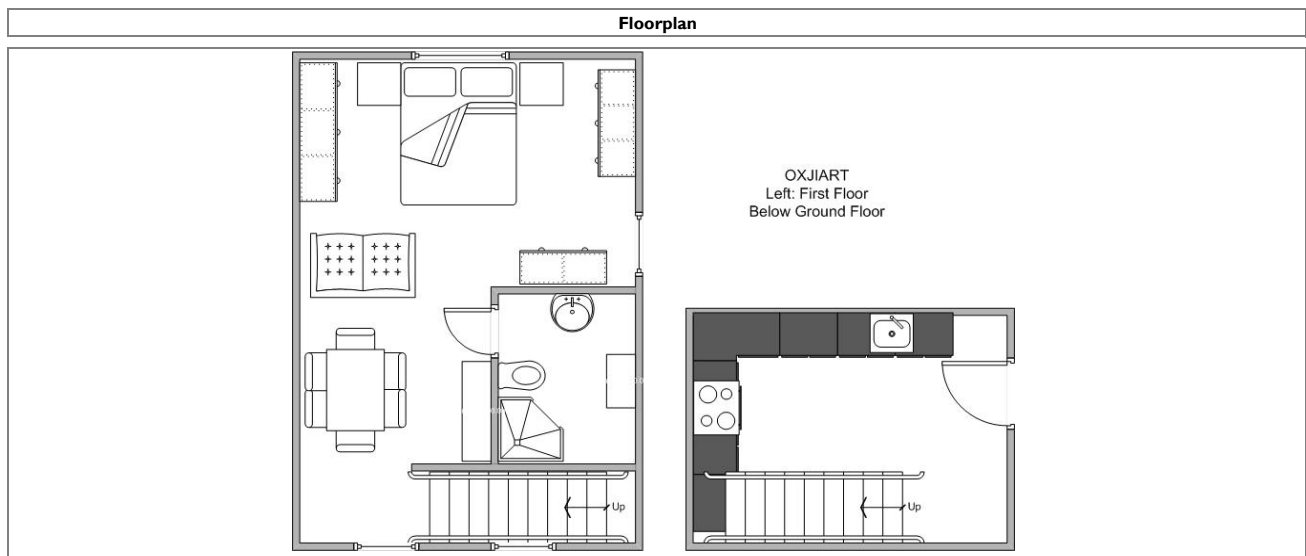 Floorplan
OXJIART
Left: First Floor
Below Ground Floor
Up
Up